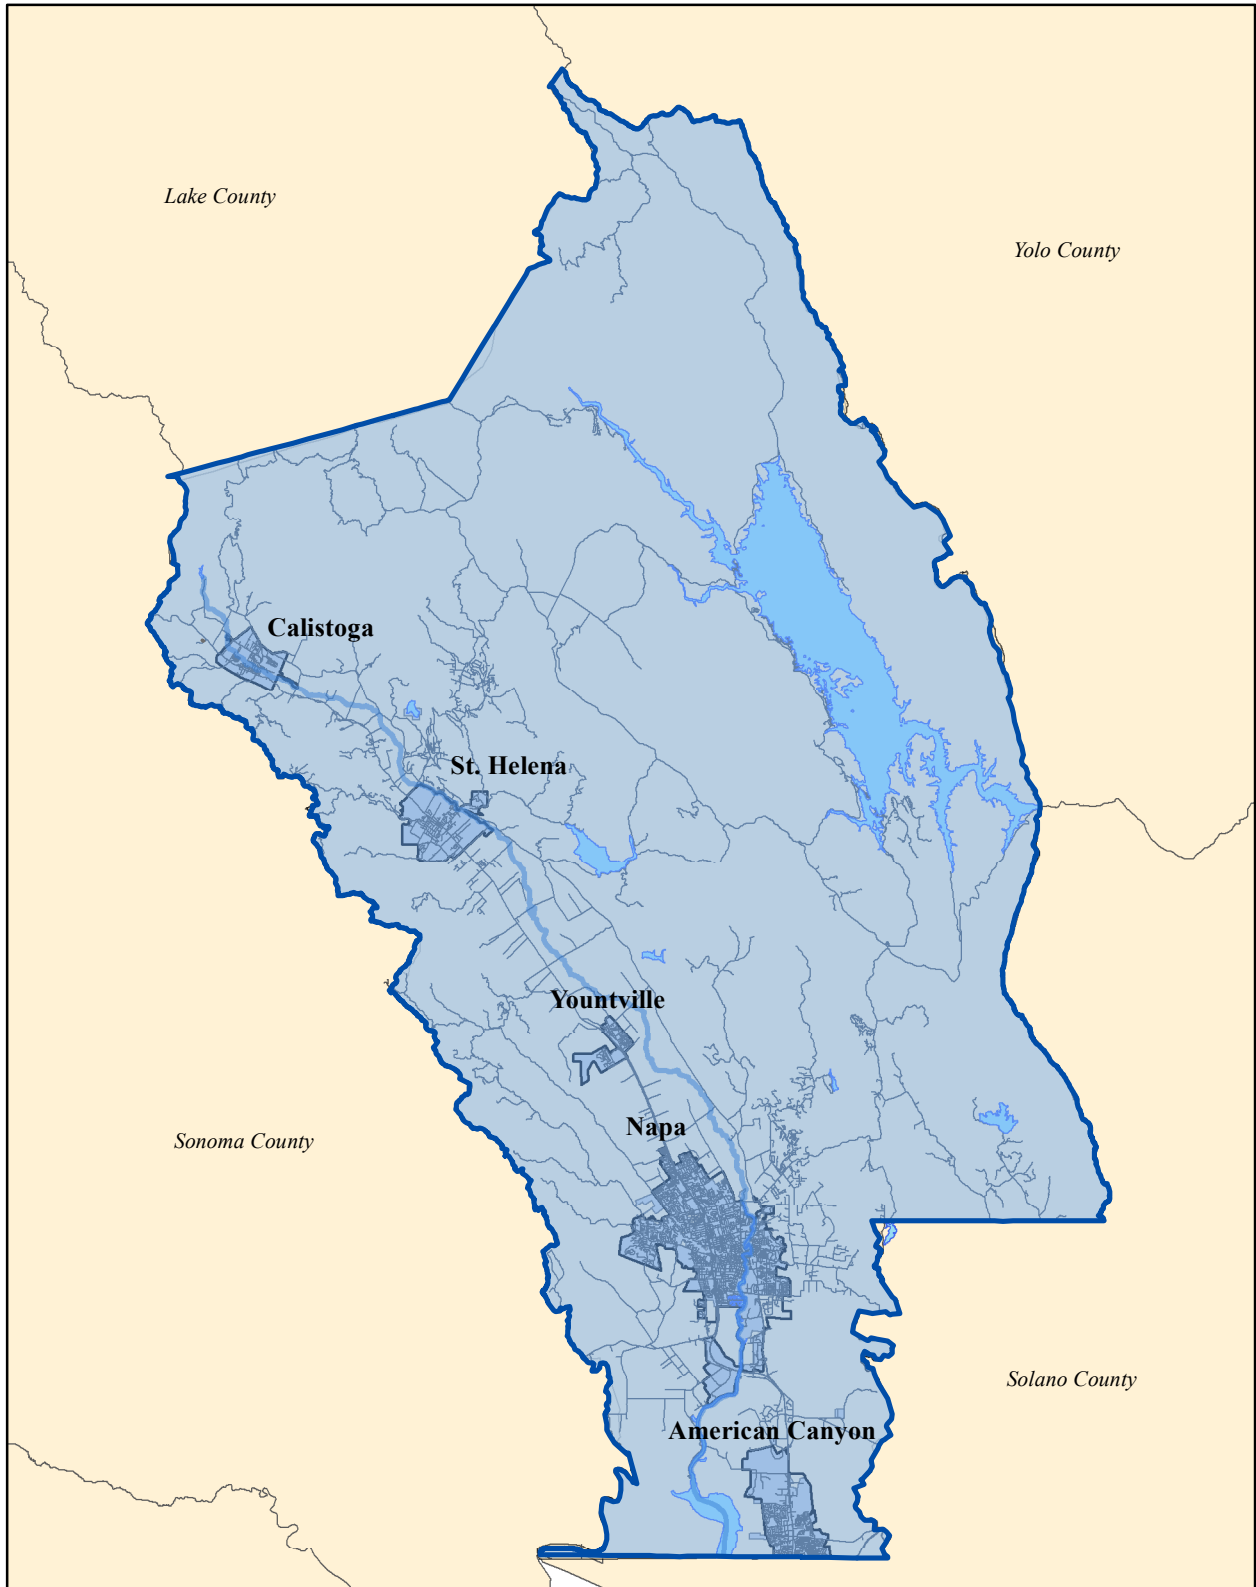 Lake County
Yolo County
Calistoga
St. Helena
Yountville
Napa
Sonoma County
Solano County
American Canyon